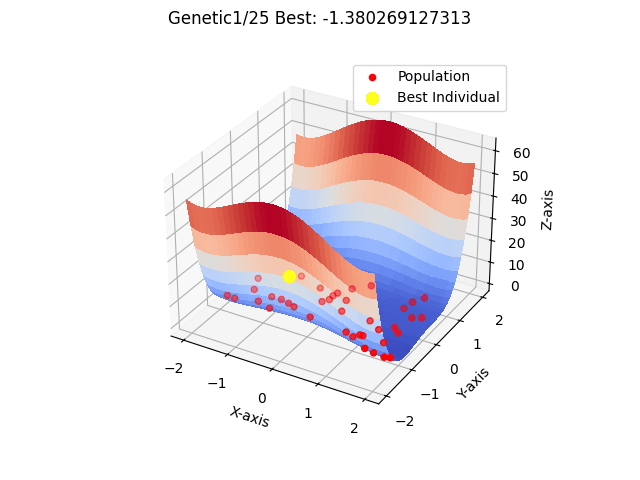 Genetic1/25 Best: -1.380269127313
Population
Best Individual
60
50
40
30
20
10
0
Z-axis
2
1
0
−1
−2
Y-axis
−2
−1
0
1
2
X-axis